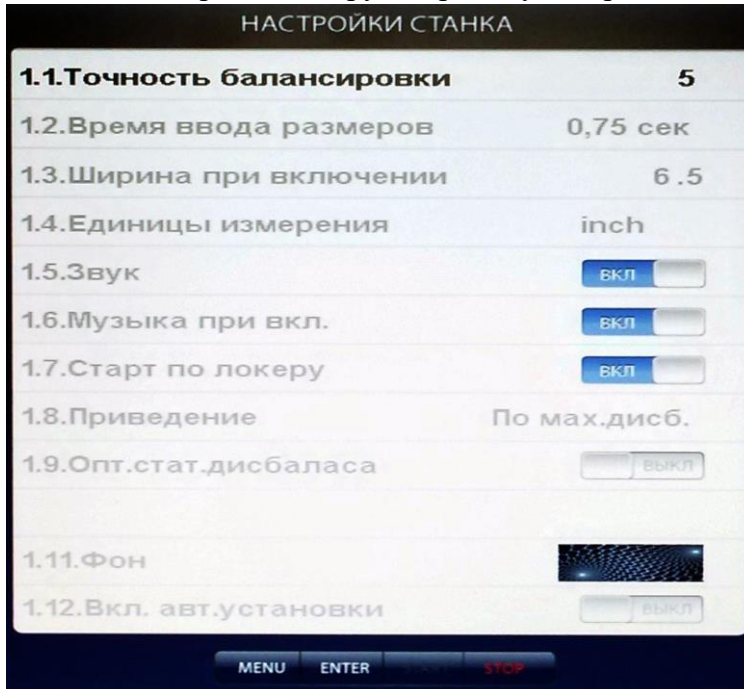 НАСТРОЙКИ СТАНКА
1.1.Точность балансировки 5
1.2.Время ввода размеров 0,75 сек
1.3.Ширина при включении 6.5
1.4.Единицы измерения inch
1.5.Звук ВКЛ
1.6.Музыка при вкл. ВКЛ
1.7.Старт по локеру ВКЛ
1.8.Приведение По мах.дисб.
1.9.Опт.стат.дисбаласа ВЫКЛ
1.11.Фон
1.12.Вкл. авт.установки ВЫКЛ
MENU ENTER START STOP